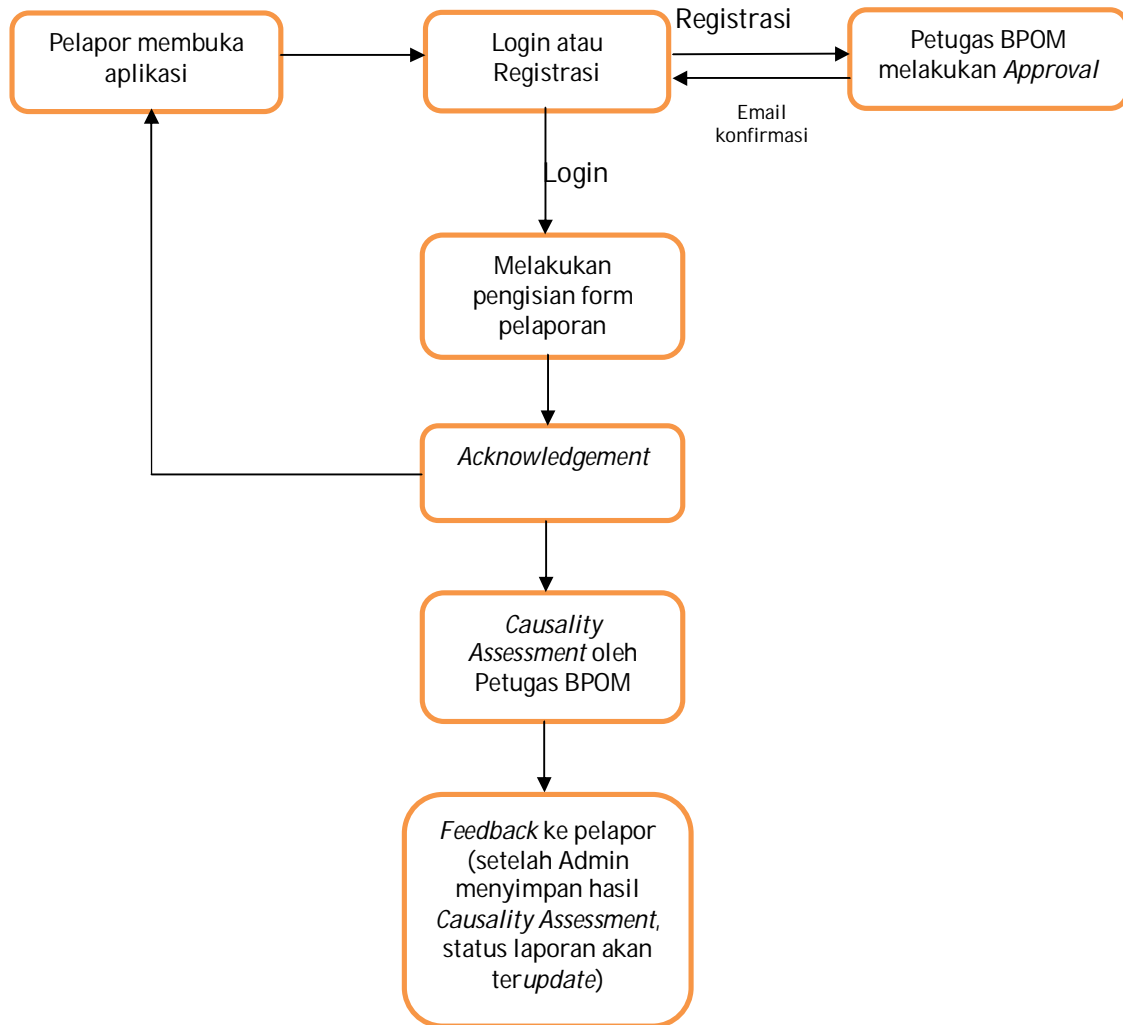 Pelapor membuka
aplikasi
Login atau
Registrasi
Registrasi
Petugas BPOM
melakukan Approval
Email
konfirmasi
Login
Melakukan
pengisian form
pelaporan
Acknowledgement
Causality
Assessment oleh
Petugas BPOM
Feedback ke pelapor
(setelah Admin
menyimpan hasil
Causality Assessment,
status laporan akan
terupdate)